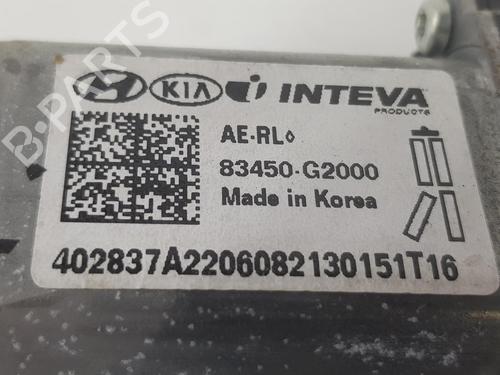 KIA INTEVA
PRODUCTS
AE-RL◊
83450-G2000
Made in Korea
402837A2206082130151T16
B-PARTS